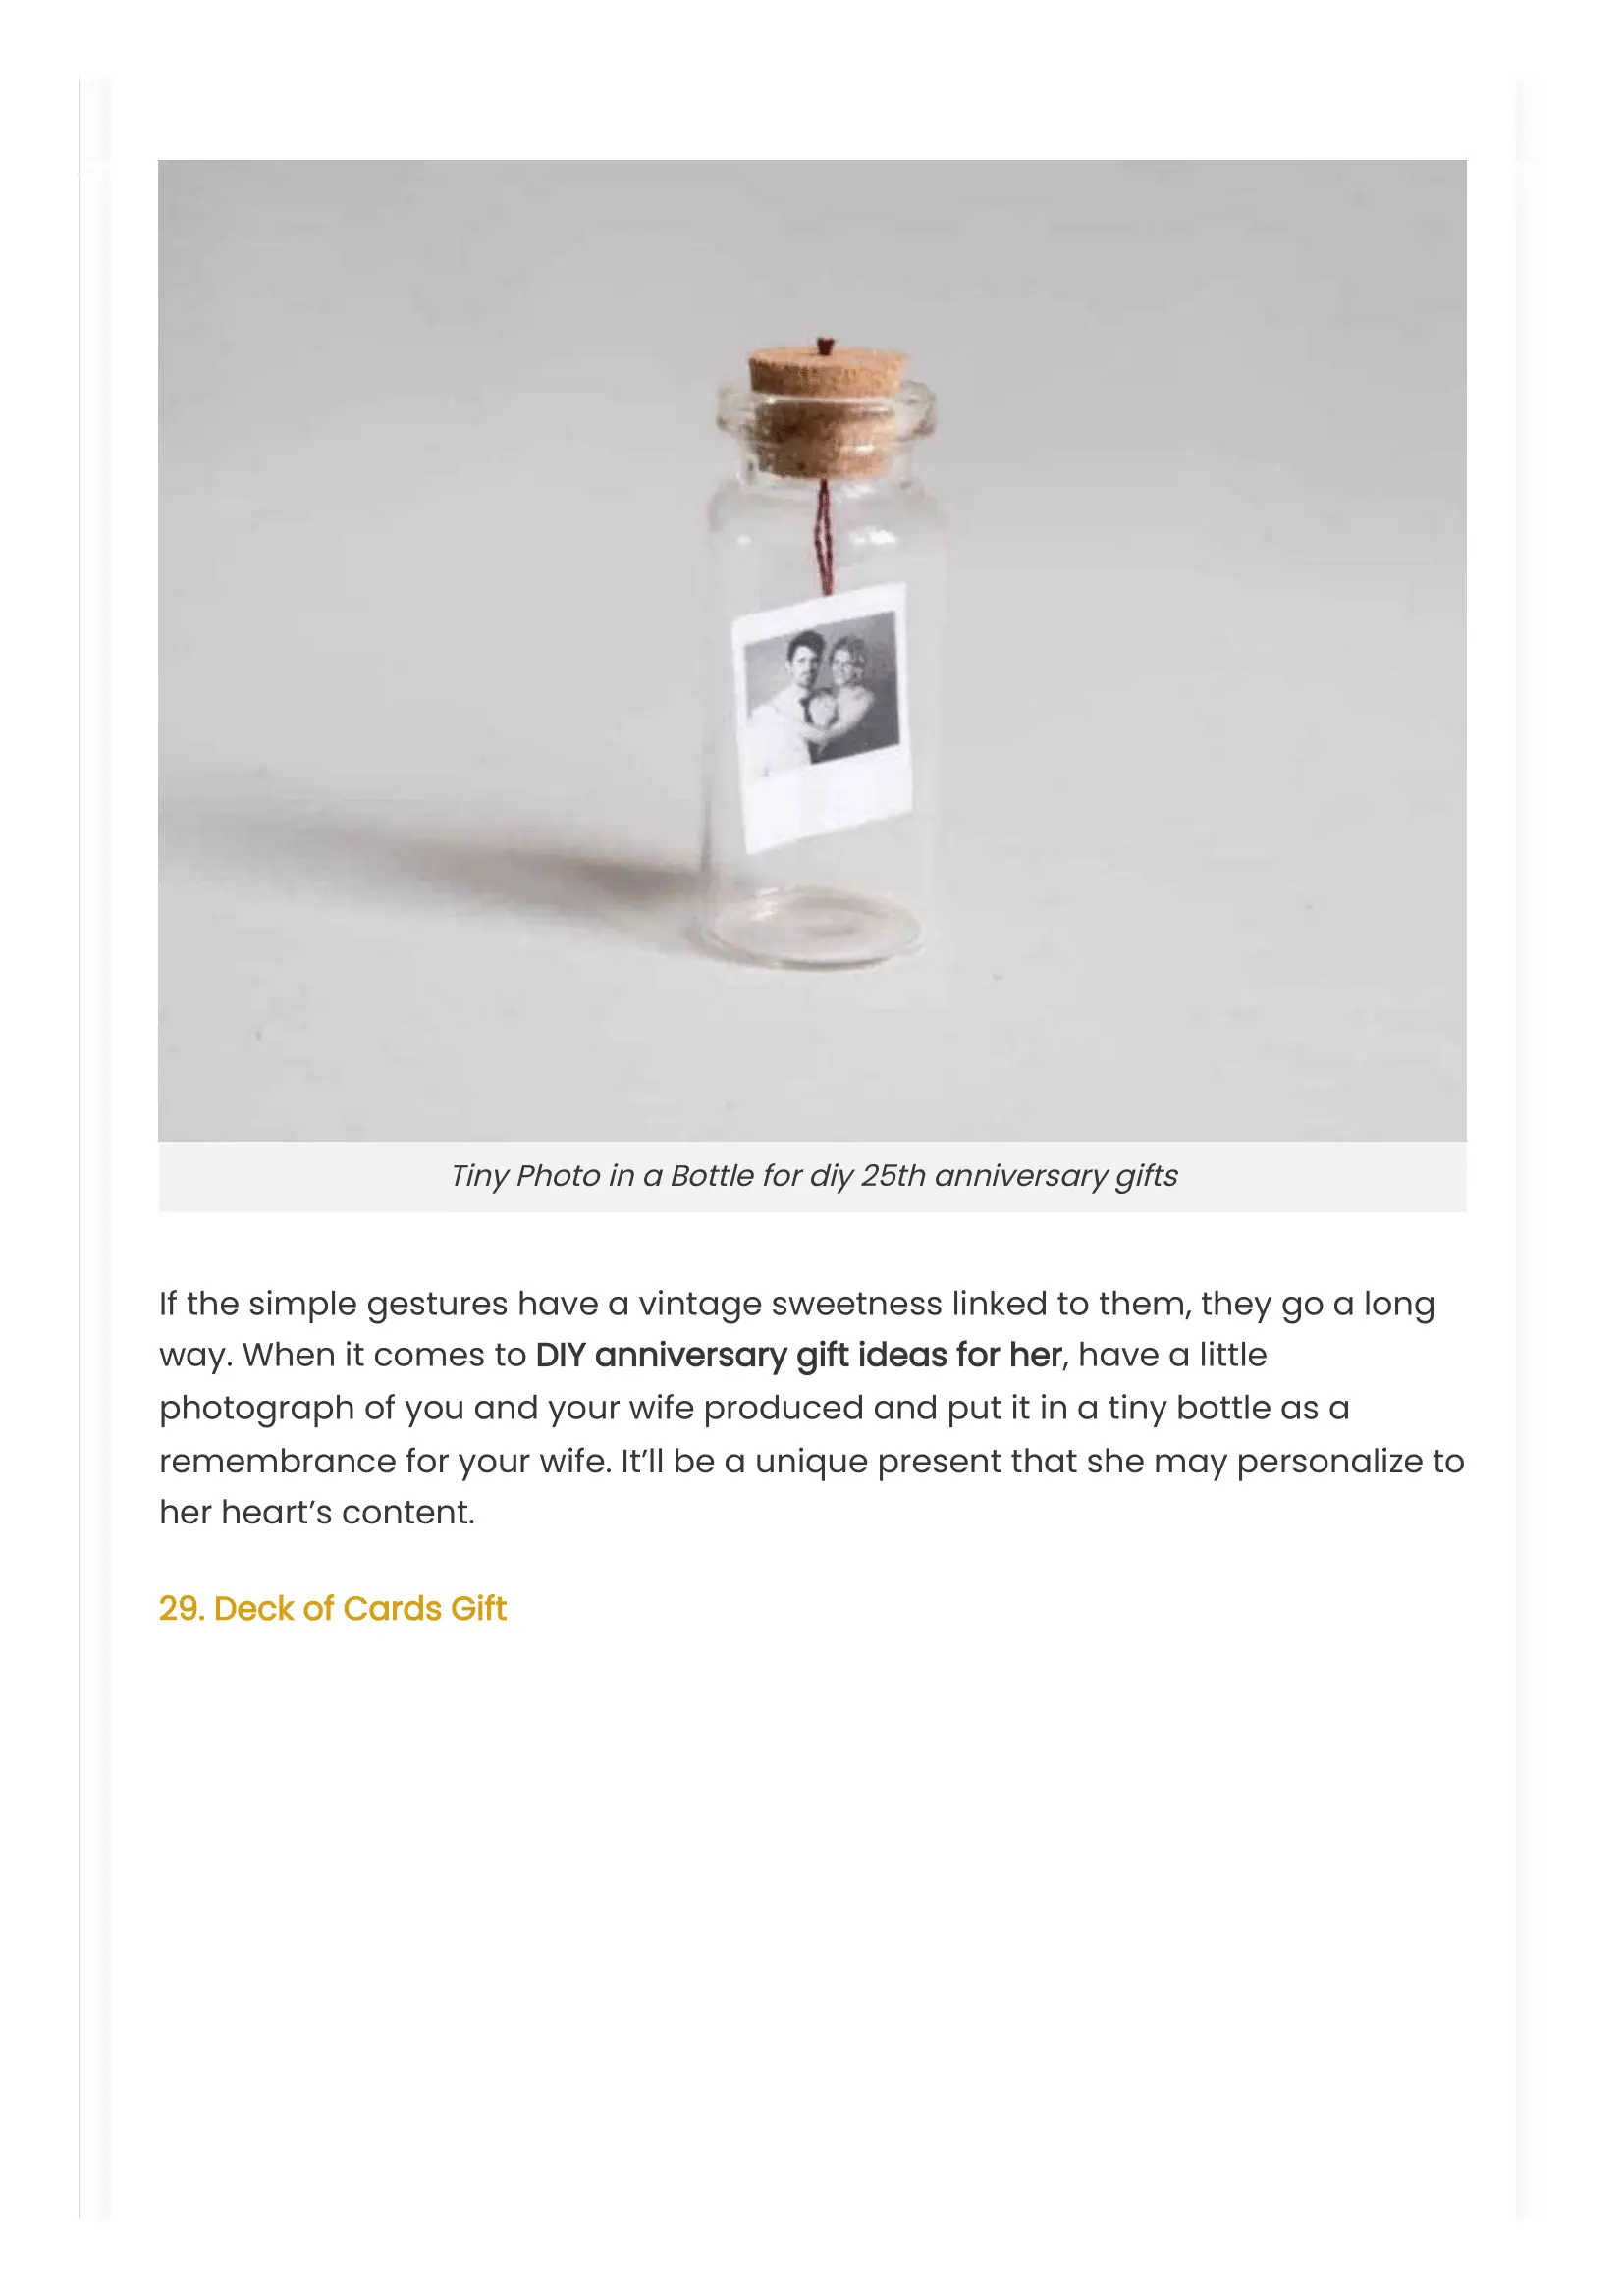 Tiny Photo in a Bottle for diy 25th anniversary gifts
If the simple gestures have a vintage sweetness linked to them, they go a long
way. When it comes to DIY anniversary gift ideas for her, have a little
photograph of you and your wife produced and put it in a tiny bottle as a
remembrance for your wife. It’ll be a unique present that she may personalize to
her heart’s content.
29. Deck of Cards Gift